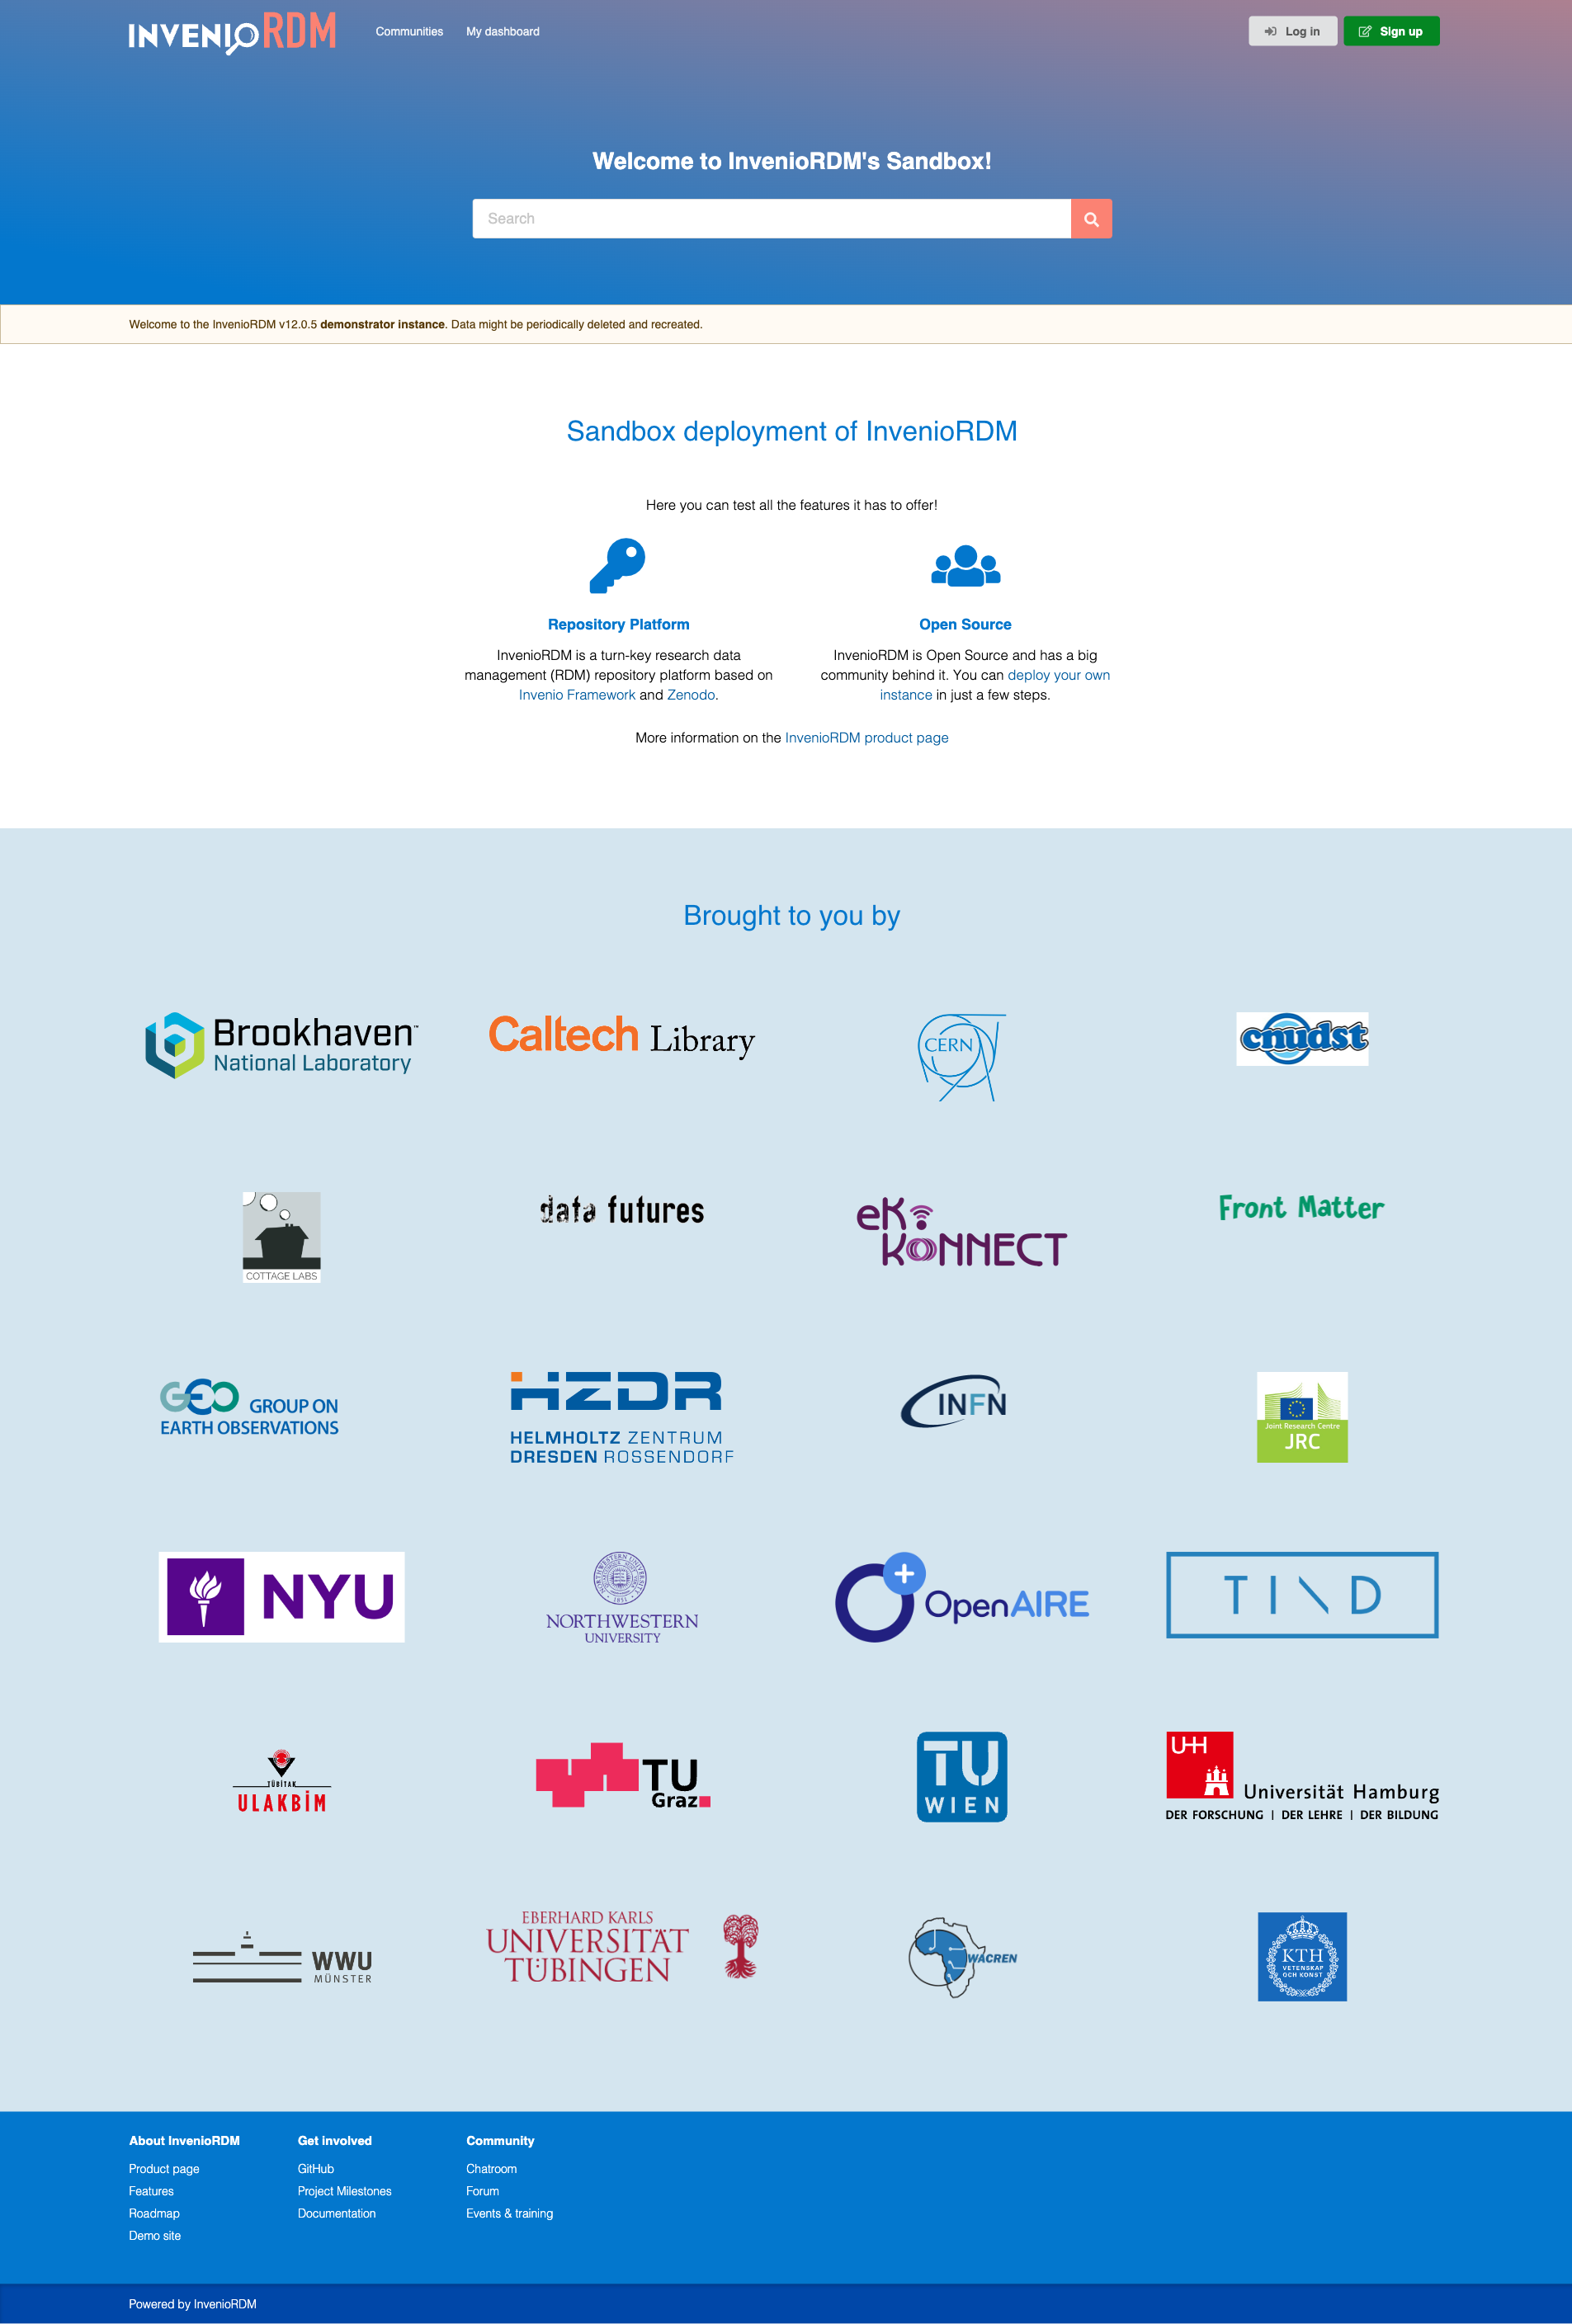 INVENIORDM
Communities My dashboard
Log in
Sign up
Welcome to InvenioRDM's Sandbox!
Search
Welcome to the InvenioRDM v12.0.5 demonstrator instance. Data might be periodically deleted and recreated.
Sandbox deployment of InvenioRDM
Here you can test all the features it has to offer!
Repository Platform
InvenioRDM is a turn-key research data
management (RDM) repository platform based on
Invenio Framework and Zenodo.
Open Source
InvenioRDM is Open Source and has a big
community behind it. You can deploy your own
instance in just a few steps.
More information on the InvenioRDM product page
Brought to you by
Brookhaven™
National Laboratory
Caltech Library
CERN
cnudst
COTTAGE LABS
data futures
eKo
KoNNECT
Front Matter
GEO GROUP ON
EARTH OBSERVATIONS
HZDR
HELMHOLTZ ZENTRUM
DRESDEN ROSSENDORF
INFN
Joint Research Centre
JRC
NYU
NORTHWESTERN UNIVERSITY
1851
NORTHWESTERN
UNIVERSITY
OpenAIRE
TIND
TÜBİTAK
ULAKBİM
TU
Graz
TU
WIEN
UHH
Universität Hamburg
DER FORSCHUNG | DER LEHRE | DER BILDUNG
WWU
MÜNSTER
EBERHARD KARLS
UNIVERSITÄT
TÜBINGEN
WACREN
KTH
VETENSKAP
OCH KONST
About InvenioRDM
Product page
Features
Roadmap
Demo site
Get involved
GitHub
Project Milestones
Documentation
Community
Chatroom
Forum
Events & training
Powered by InvenioRDM